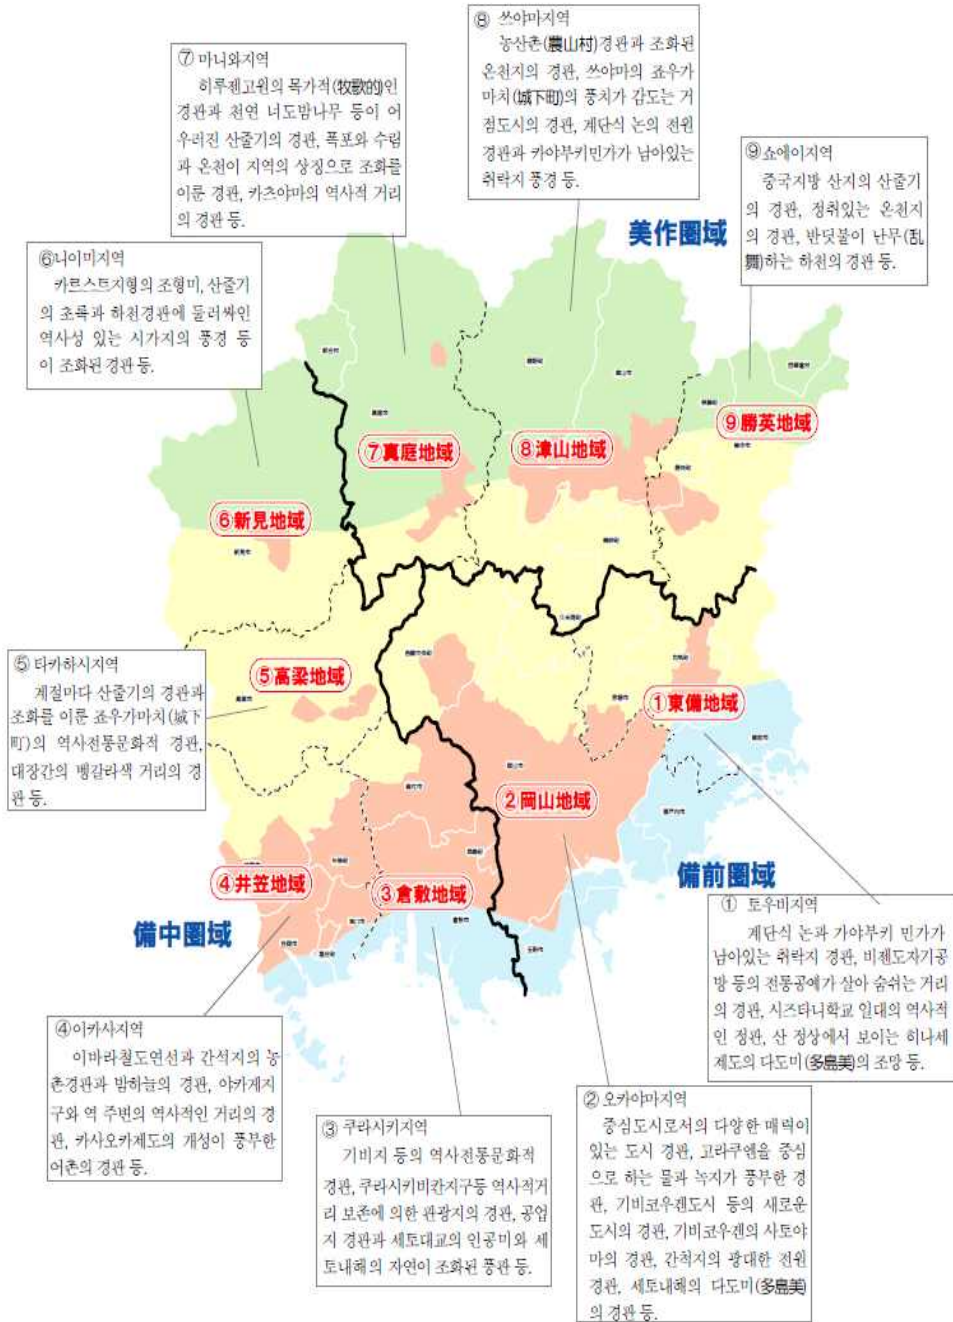 ⑧ 쓰야마지역
농산촌(農山村)경관과 조화된
온천지의 경관, 쓰야마의 죠우가
마치(城下町)의 풍치가 감도는 거
점도시의 경관, 계단식 논의 전원
경관과 카야부키민가가 남아있는
취락지 풍경 등.
⑦ 마니와지역
히루젠고원의 목가적(牧歌的)인
경관과 천연 너도밤나무 등이 어
우러진 산줄기의 경관, 폭포와 수림
과 온천이 지역의 상징으로 조화를
이룬 경관, 카츠야마의 역사적 거리
의 경관 등.
⑨쇼에이지역
중국지방 산지의 산줄기
의 경관, 정취있는 온천지
의 경관, 반딧불이 난무(乱
舞)하는 하천의 경관 등.
⑥나이미지역
카르스트지형의 조형미, 산줄기
의 초록과 하천경관에 둘러싸인
역사성 있는 시가지의 풍경 등
이 조화된 경관 등.
美作圏域
⑦真庭地域
⑧津山地域
⑨勝英地域
⑥新見地域
⑤ 타카하시지역
계절마다 산줄기의 경관과
조화를 이룬 죠우가마치(城下
町)의 역사전통문화적 경관,
대장간의 벵갈라색 거리의 경
관 등.
⑤高梁地域
①東備地域
②岡山地域
④井笠地域
③倉敷地域
備前圏域
備中圏域
① 토우비지역
계단식 논과 가야부키 민가가
남아있는 취락지 경관, 비젠도자기공
방 등의 전통공예가 살아 숨쉬는 거리
의 경관, 시즈타니학교 일대의 역사적
인 정관, 산 정상에서 보이는 히나세
제도의 다도미(多島美)의 조망 등.
④이카사지역
이바라철도연선과 간석지의 농
촌경관과 밤하늘의 경관, 야카게지
구와 역 주변의 역사적인 거리의 경
관, 카사오카제도의 개성이 풍부한
어촌의 경관 등.
③ 쿠라시키지역
기비지 등의 역사전통문화적
경관, 쿠라시키비칸지구등 역사적거
리 보존에 의한 관광지의 경관, 공업
지 경관과 세토대교의 인공미와 세
토내해의 자연이 조화된 풍관 등.
② 오카야마지역
중심도시로서의 다양한 매력이
있는 도시 경관, 고라쿠엔을 중심
으로 하는 물과 녹지가 풍부한 경
관, 기비코우겐도시 등의 새로운
도시의 경관, 기비코우겐의 사토야
마의 경관, 간척지의 광대한 전원
경관, 세토내해의 다도미(多島美)
의 경관 등.